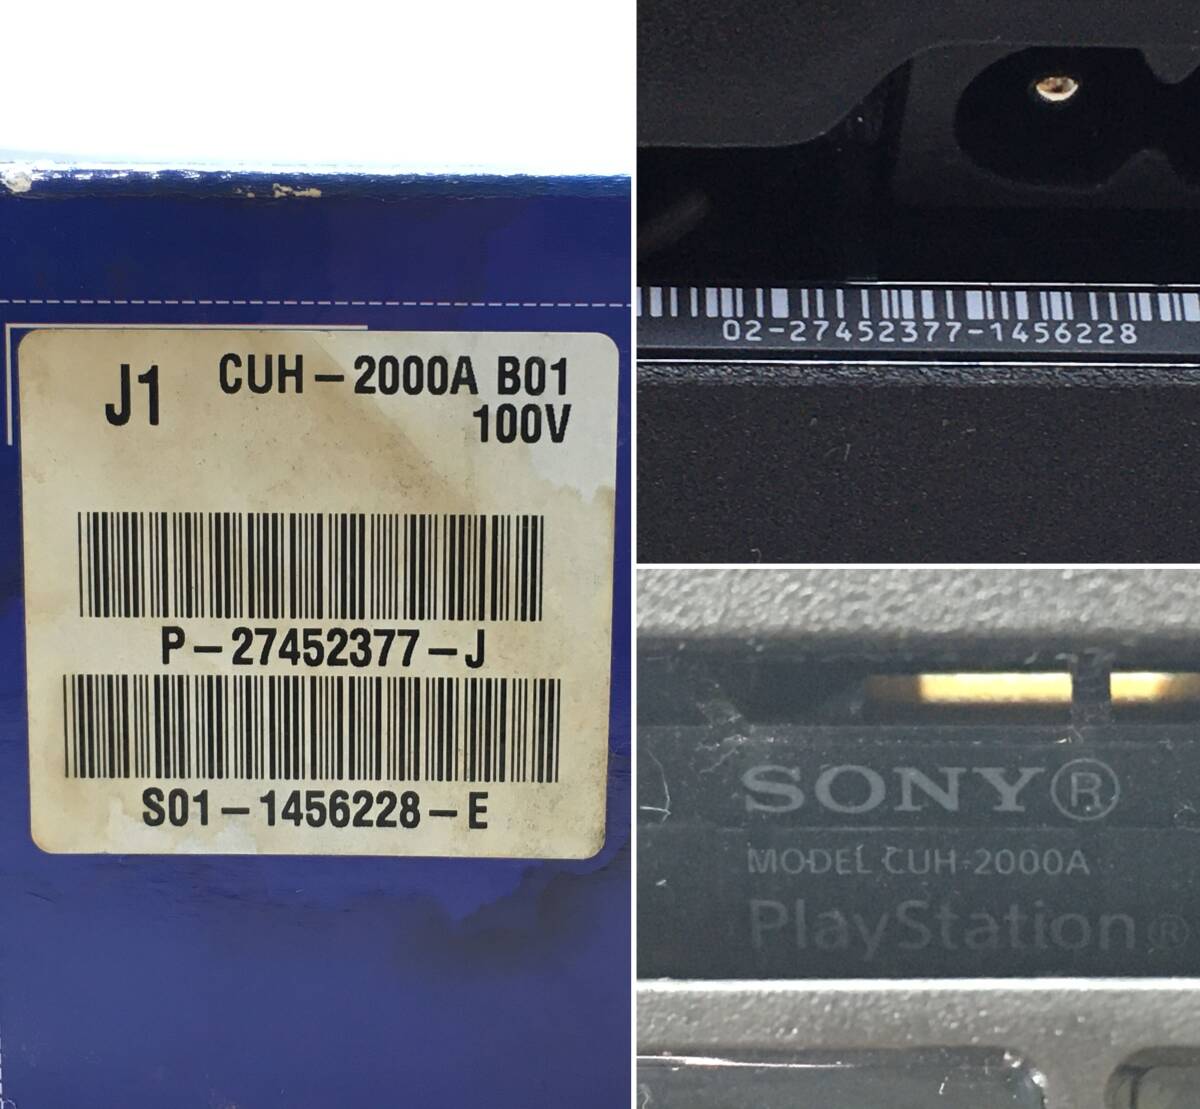 J1
CUH-2000A B01
100V
P-27452377-J
S01-1456228-E
02-27452377-1456228
SONY®
MODEL CUH-2000A
PlayStation®